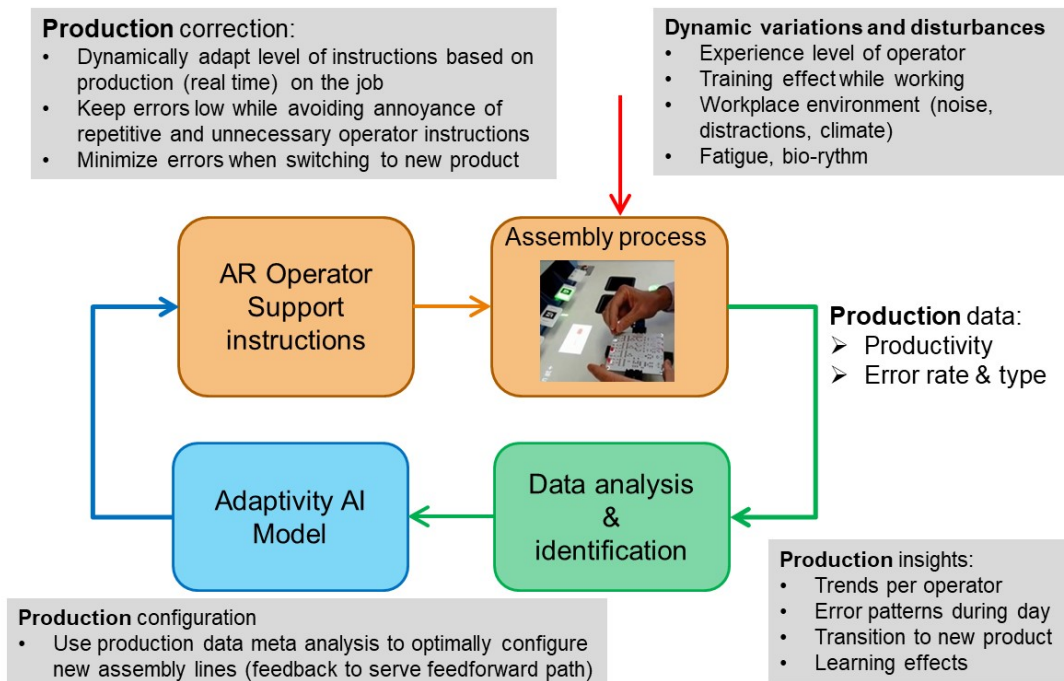 Production correction:
• Dynamically adapt level of instructions based on
production (real time) on the job
• Keep errors low while avoiding annoyance of
repetitive and unnecessary operator instructions
• Minimize errors when switching to new product
Dynamic variations and disturbances
• Experience level of operator
• Training effect while working
• Workplace environment (noise,
distractions, climate)
• Fatigue, bio-rythm
AR Operator
Support
instructions
Assembly process
Production data:
➢ Productivity
➢ Error rate & type
Adaptivity AI
Model
Data analysis
&
identification
Production configuration
• Use production data meta analysis to optimally configure
new assembly lines (feedback to serve feedforward path)
Production insights:
• Trends per operator
• Error patterns during day
• Transition to new product
• Learning effects